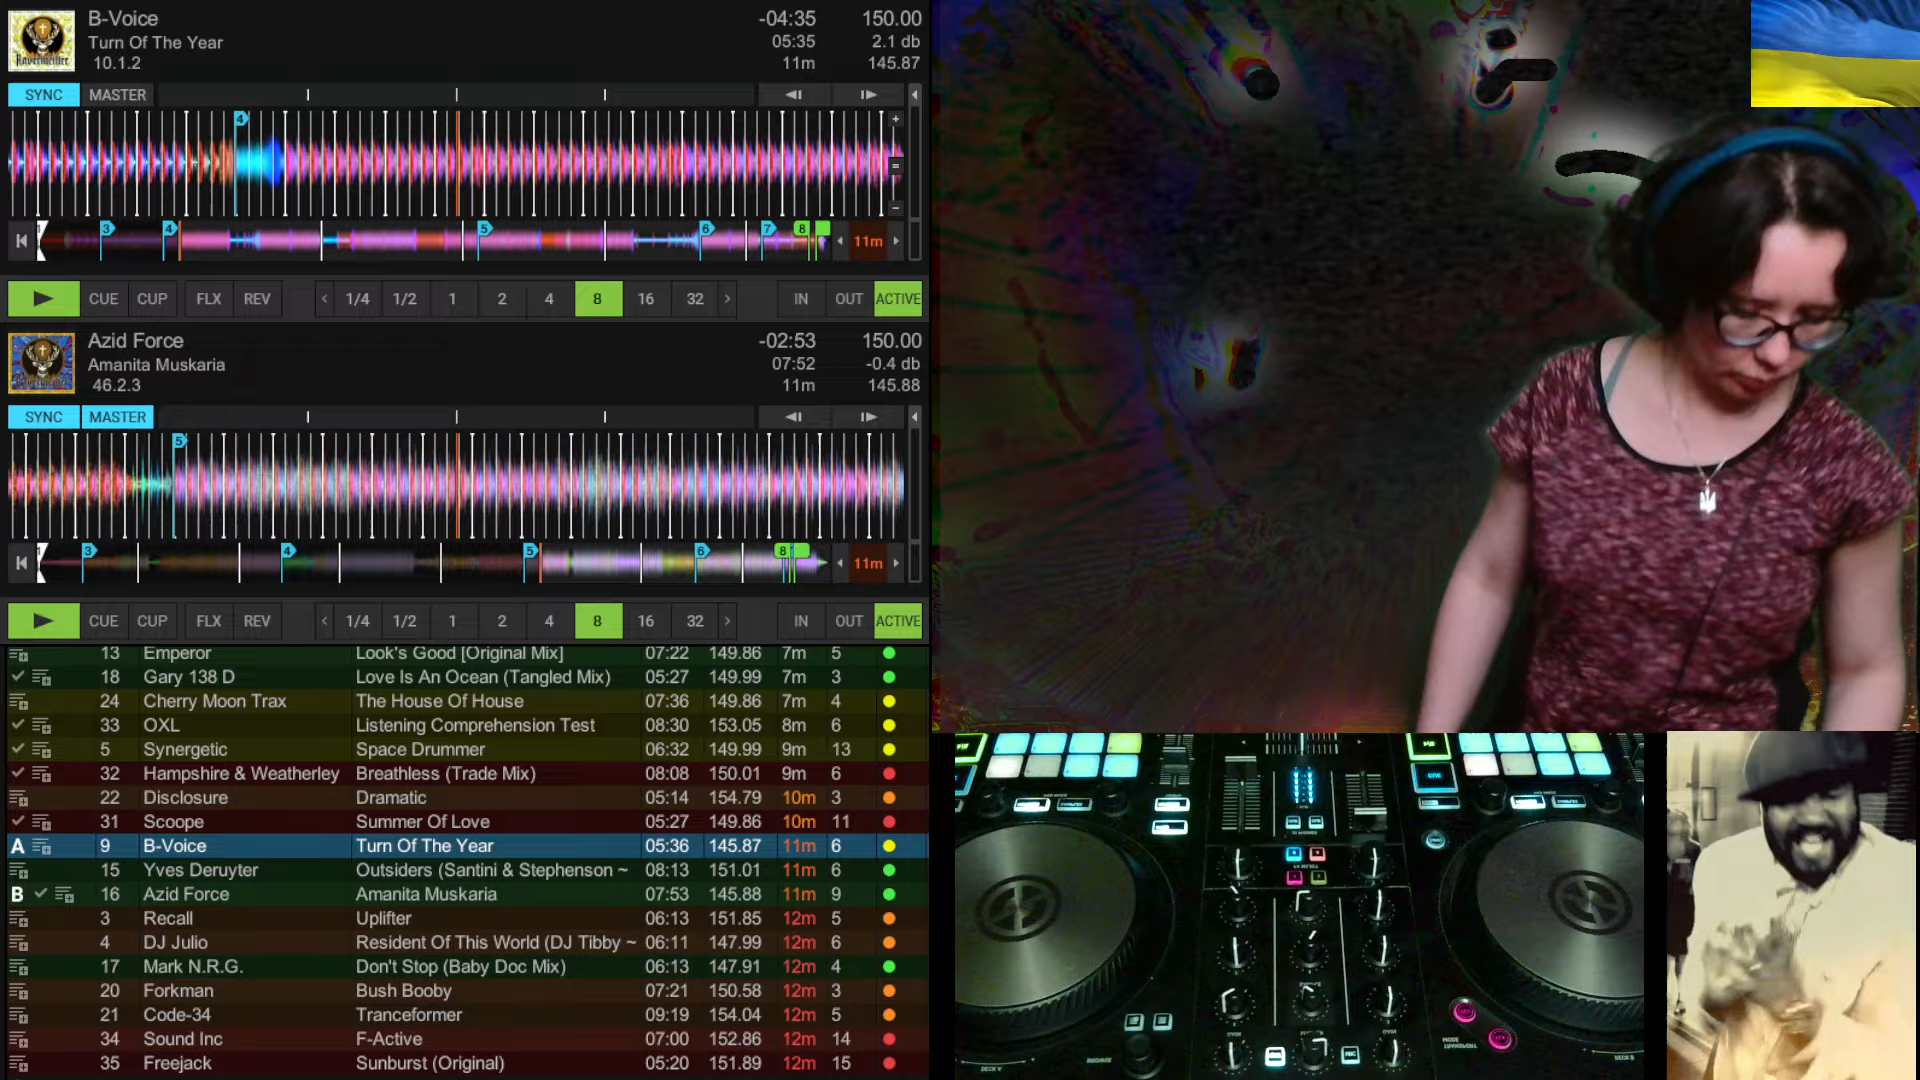 B-Voice
Turn Of The Year
10.1.2
-04:35 150.00
05:35 2.1 db
11m 145.87
SYNC MASTER
4
3 4 5 6 7 8 11m
CUE CUP FLX REV 1/4 1/2 1 2 4 8 16 32 IN OUT ACTIVE
Azid Force
Amanita Muskaria
46.2.3
-02:53 150.00
07:52 -0.4 db
11m 145.88
SYNC MASTER
5
3 4 5 6 8 11m
CUE CUP FLX REV 1/4 1/2 1 2 4 8 16 32 IN OUT ACTIVE
13 Emperor Look's Good [Original Mix] 07:22 149.86 7m 5
18 Gary 138 D Love Is An Ocean (Tangled Mix) 05:27 149.99 7m 3
24 Cherry Moon Trax The House Of House 07:36 149.86 7m 4
33 OXL Listening Comprehension Test 08:30 153.05 8m 6
5 Synergetic Space Drummer 06:32 149.99 9m 13
32 Hampshire & Weatherley Breathless (Trade Mix) 08:08 150.01 9m 6
22 Disclosure Dramatic 05:14 154.79 10m 3
31 Scoope Summer Of Love 05:27 149.86 10m 11
A 9 B-Voice Turn Of The Year 05:36 145.87 11m 6
15 Yves Deruyter Outsiders (Santini & Stephenson ~ 08:13 151.01 11m 6
B 16 Azid Force Amanita Muskaria 07:53 145.88 11m 9
3 Recall Uplifter 06:13 151.85 12m 5
4 DJ Julio Resident Of This World (DJ Tibby ~ 06:11 147.99 12m 6
17 Mark N.R.G. Don't Stop (Baby Doc Mix) 06:13 147.91 12m 4
20 Forkman Bush Booby 07:21 150.58 12m 3
21 Code-34 Tranceformer 09:19 154.04 12m 5
34 Sound Inc F-Active 07:00 152.86 12m 14
35 Freejack Sunburst (Original) 05:20 151.89 12m 15